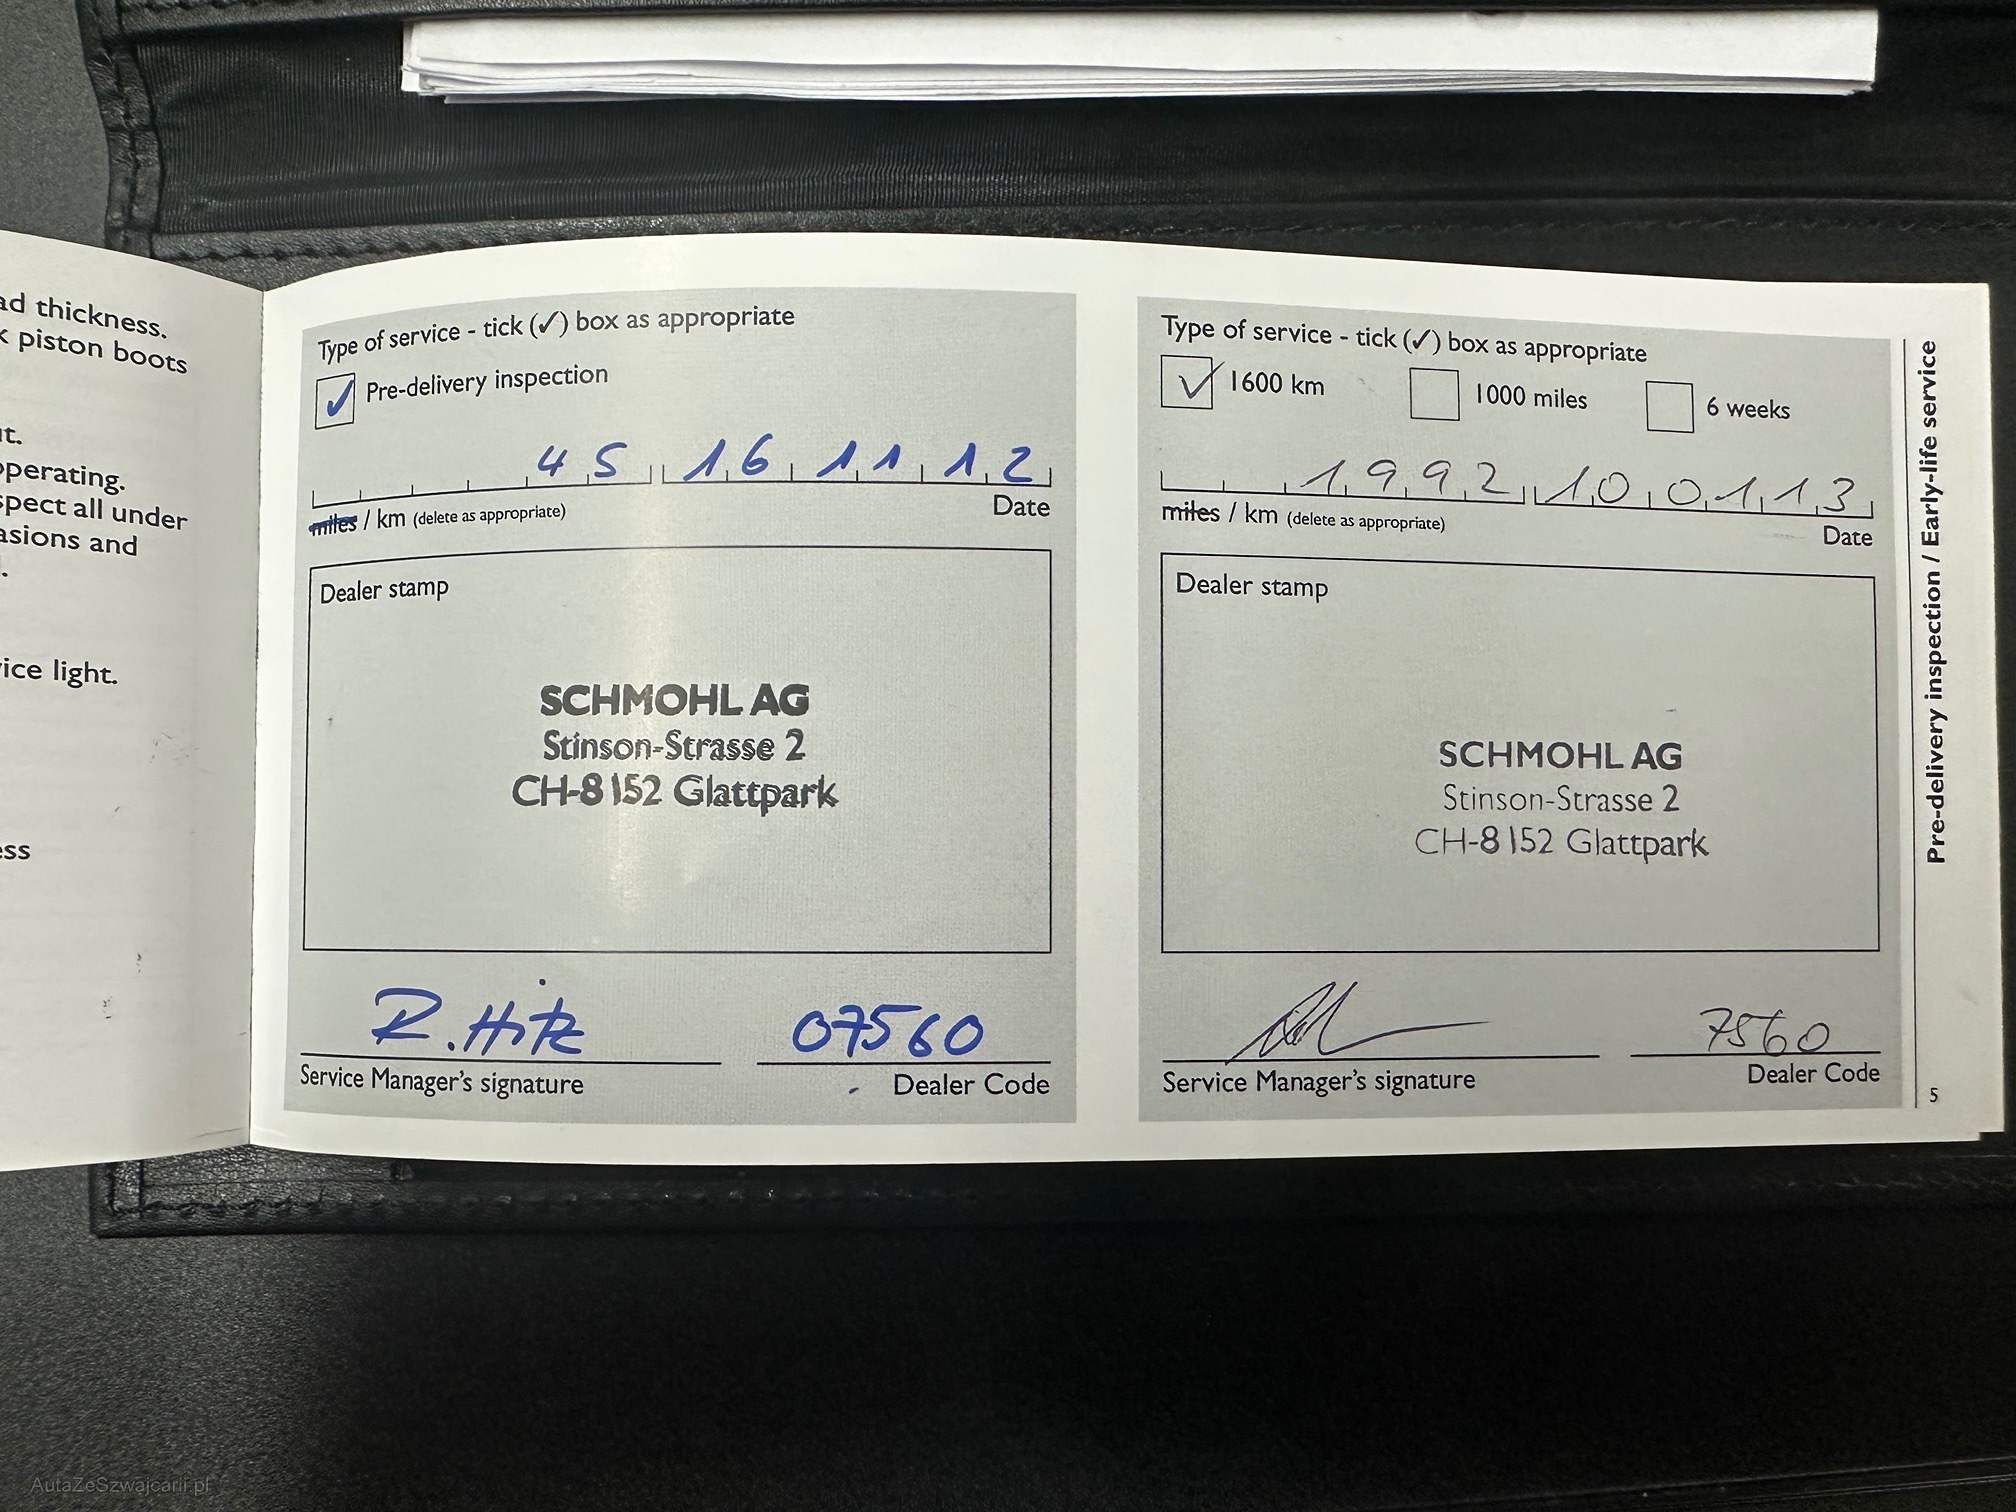 ad thickness.
k piston boots
t.
operating.
spect all under
asions and
.
ice light.
ess
Type of service - tick (✓) box as appropriate
✓ Pre-delivery inspection
45 16 11 12
miles / km (delete as appropriate)
Date
Dealer stamp
SCHMOHL AG
Stinson-Strasse 2
CH-8152 Glattpark
R. Hitz 07560
Service Manager's signature
Dealer Code
Type of service - tick (✓) box as appropriate
✓ 1600 km 1000 miles 6 weeks
1992 10 01 13
miles / km (delete as appropriate)
Date
Dealer stamp
SCHMOHL AG
Stinson-Strasse 2
CH-8152 Glattpark
7560
Service Manager's signature
Dealer Code
Pre-delivery inspection / Early-life service
5
AutaZeSzwajcarii.pl